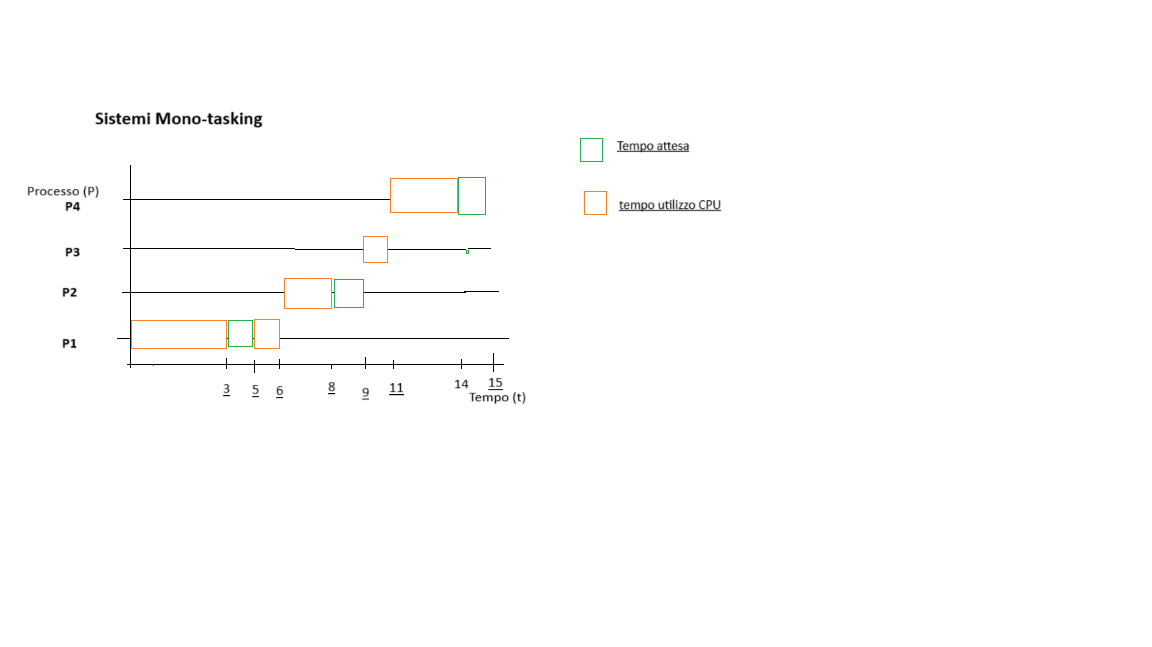 Sistemi Mono-tasking
Tempo attesa
tempo utilizzo CPU
Processo (P)
P4
P3
P2
P1
3 5 6 8 9 11 14 15
Tempo (t)